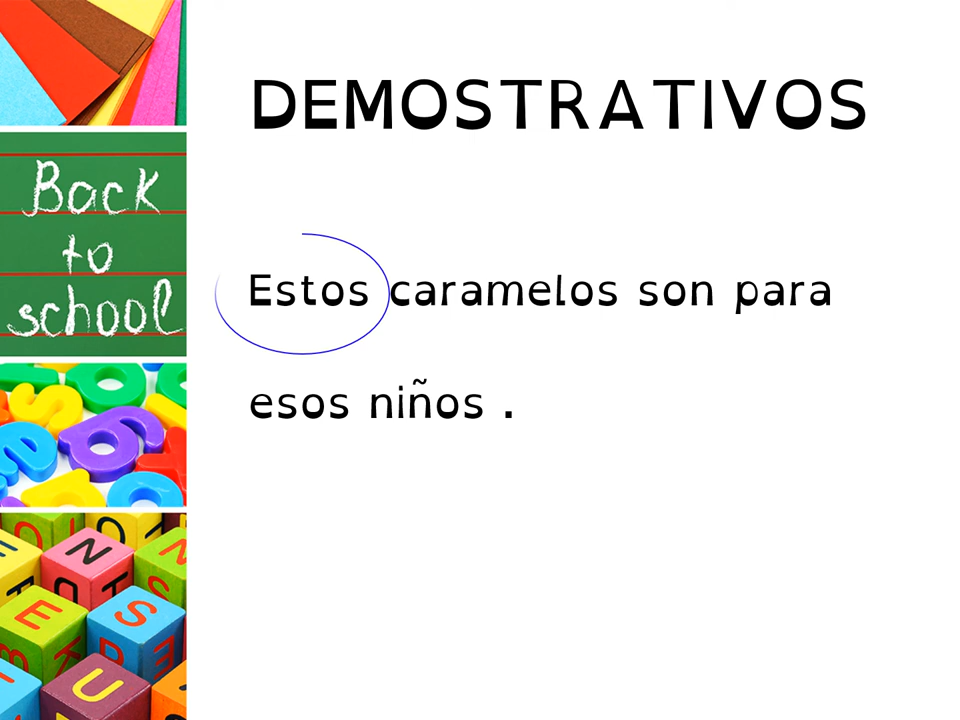 DEMOSTRATIVOS
Estos caramelos son para
esos niños .
Back
to
school